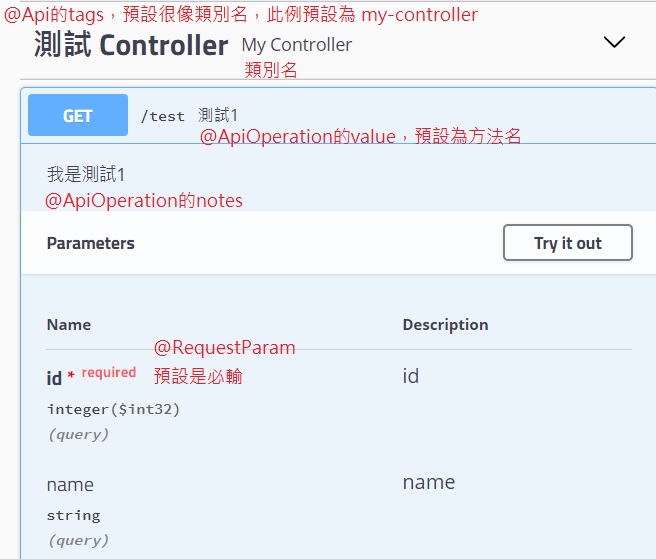 @Api的tags，預設很像類別名，此例預設為 my-controller
測試 Controller My Controller
類別名
GET /test 測試1
@ApiOperation的value，預設為方法名
我是測試1
@ApiOperation的notes
Parameters Try it out
Name Description
@RequestParam
id * required 預設是必輸 id
integer($int32)
(query)
name name
string
(query)